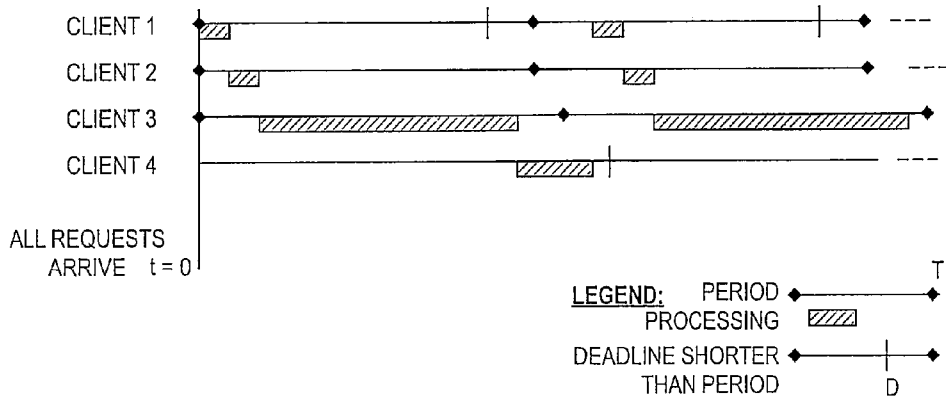 CLIENT 1
CLIENT 2
CLIENT 3
CLIENT 4
ALL REQUESTS
ARRIVE t = 0
T
LEGEND: PERIOD
PROCESSING
DEADLINE SHORTER
THAN PERIOD D